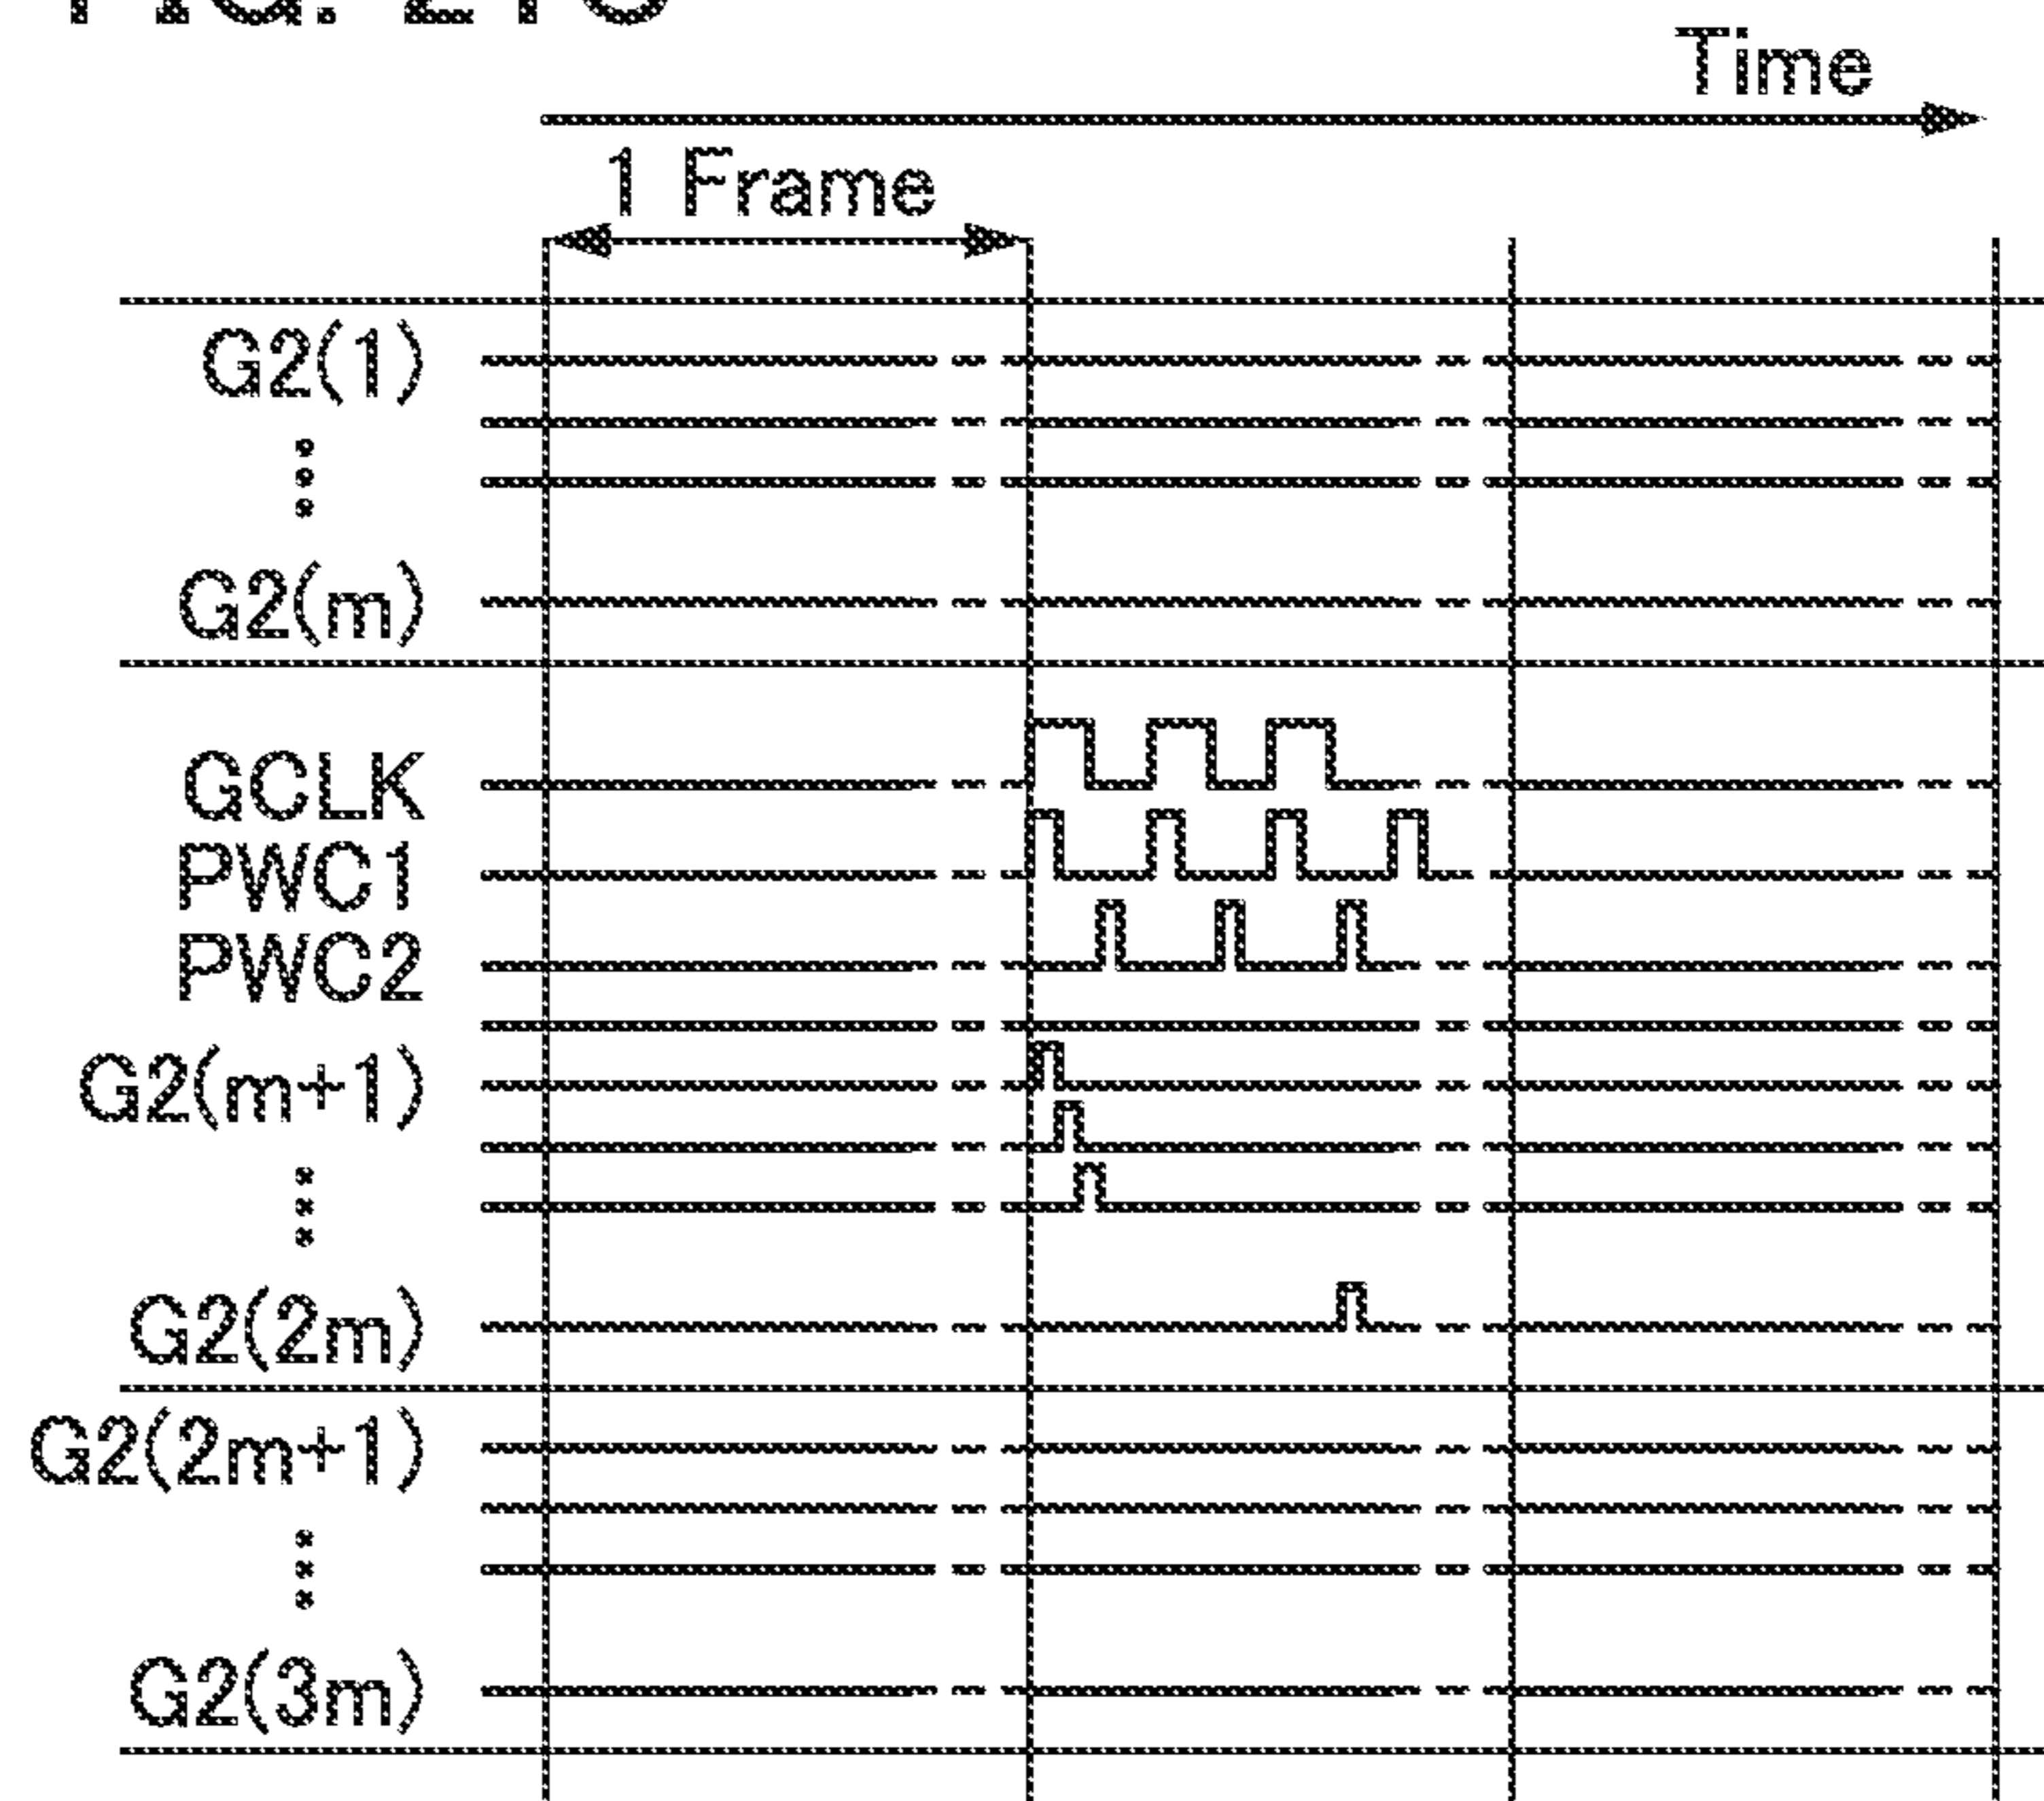 Time
1 Frame
G2(1)
G2(m)
GCLK
PWC1
PWC2
G2(m+1)
G2(2m)
G2(2m+1)
G2(3m)